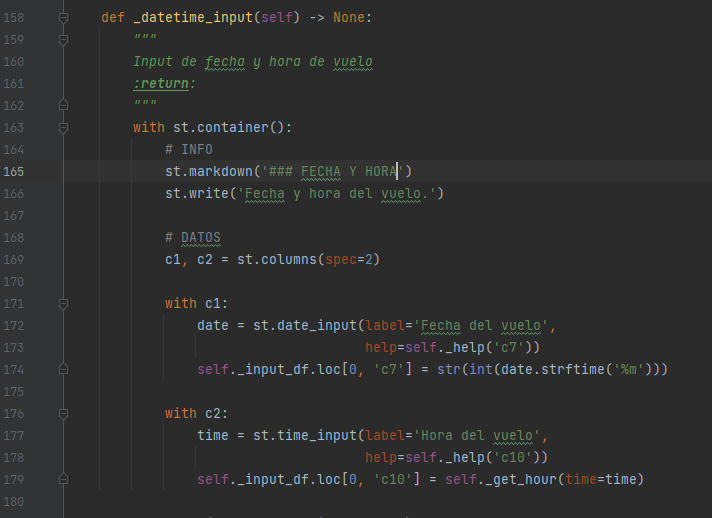 158 def _datetime_input(self) -> None:
159 """
160 Input de fecha y hora de vuelo
161 :return:
162 """
163 with st.container():
164 # INFO
165 st.markdown('### FECHA Y HORA')
166 st.write('Fecha y hora del vuelo.')
167
168 # DATOS
169 c1, c2 = st.columns(spec=2)
170
171 with c1:
172 date = st.date_input(label='Fecha del vuelo',
173 help=self._help('c7'))
174 self._input_df.loc[0, 'c7'] = str(int(date.strftime('%m')))
175
176 with c2:
177 time = st.time_input(label='Hora del vuelo',
178 help=self._help('c10'))
179 self._input_df.loc[0, 'c10'] = self._get_hour(time=time)
180